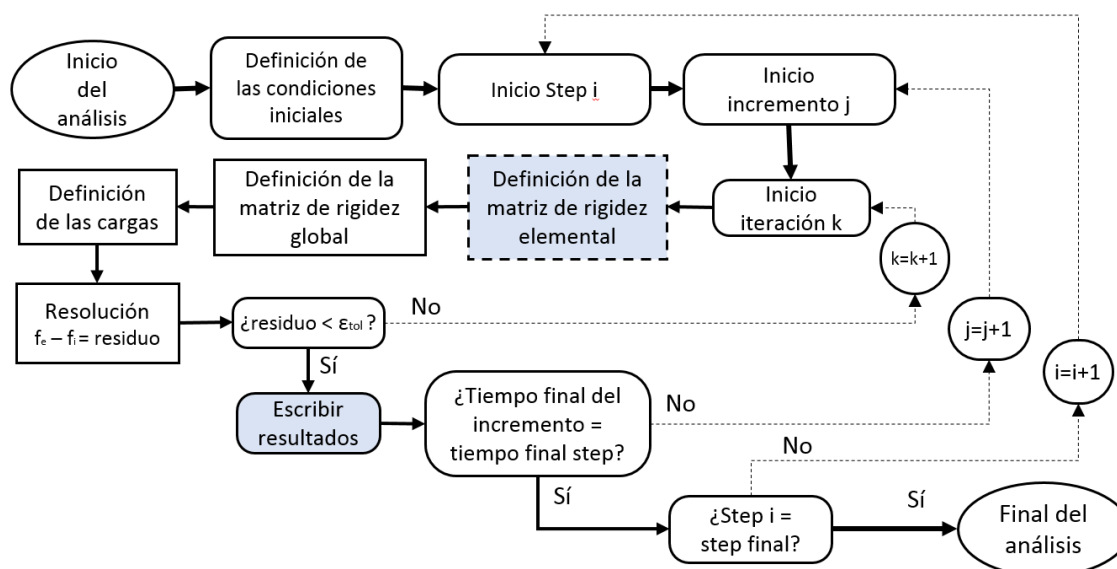 Inicio
del
análisis
Definición de
las condiciones
iniciales
Inicio Step i
Inicio
incremento j
Definición
de las cargas
Definición de la
matriz de rigidez
global
Definición de la
matriz de rigidez
elemental
Inicio
iteración k
k=k+1
Resolución
fₑ – fᵢ = residuo
¿residuo < εtol ?
No
j=j+1
i=i+1
Sí
Escribir
resultados
¿Tiempo final del
incremento =
tiempo final step?
No
No
Sí
¿Step i =
step final?
Sí
Final del
análisis